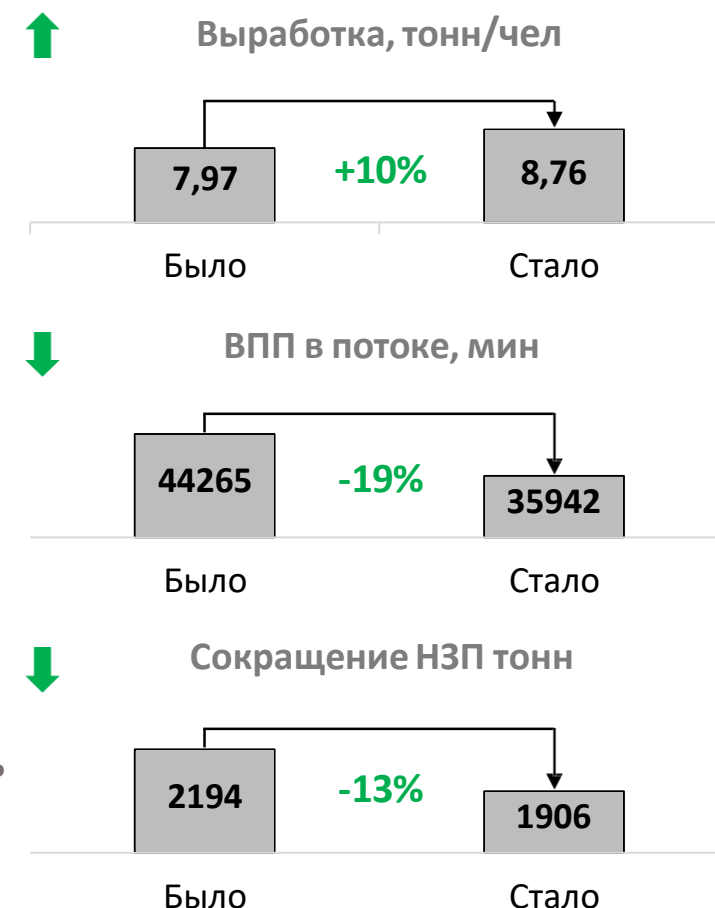 Выработка, тонн/чел
7,97 +10% 8,76
Было Стало
ВПП в потоке, мин
44265 -19% 35942
Было Стало
Сокращение НЗП тонн
2194 -13% 1906
Было Стало